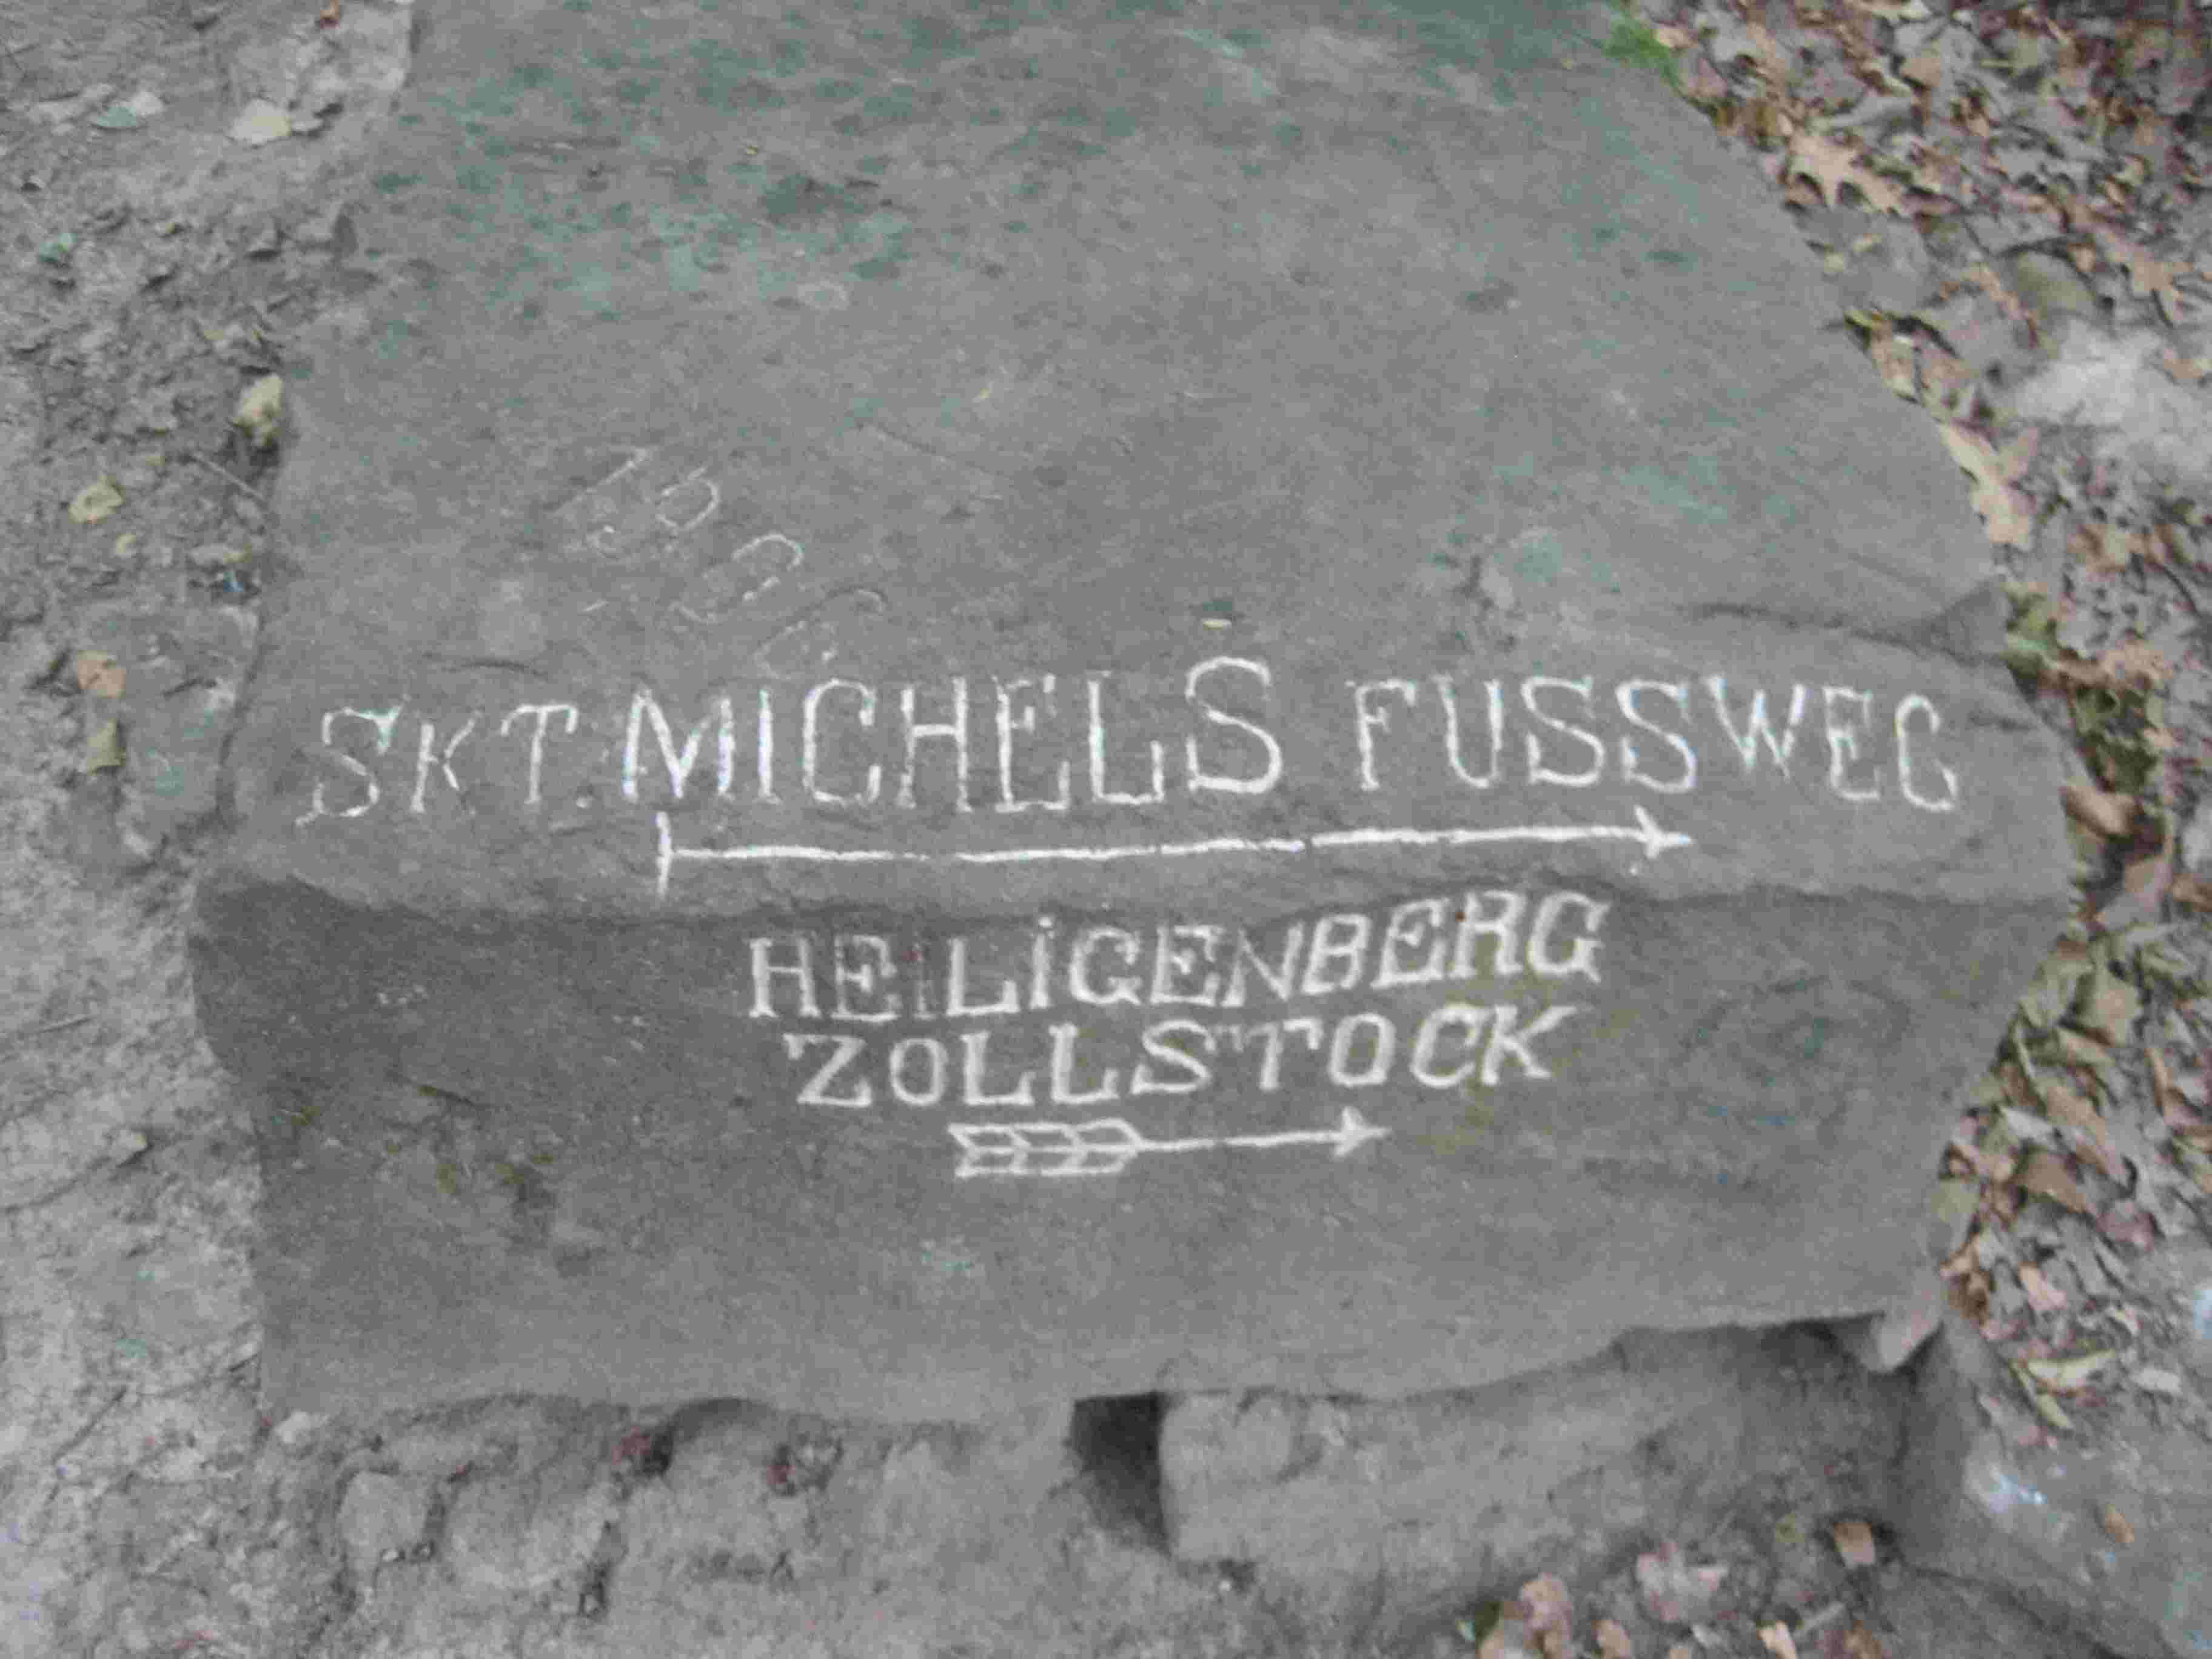 SKT. MICHELS FUSSWEG
HEILIGENBERG
ZOLLSTOCK